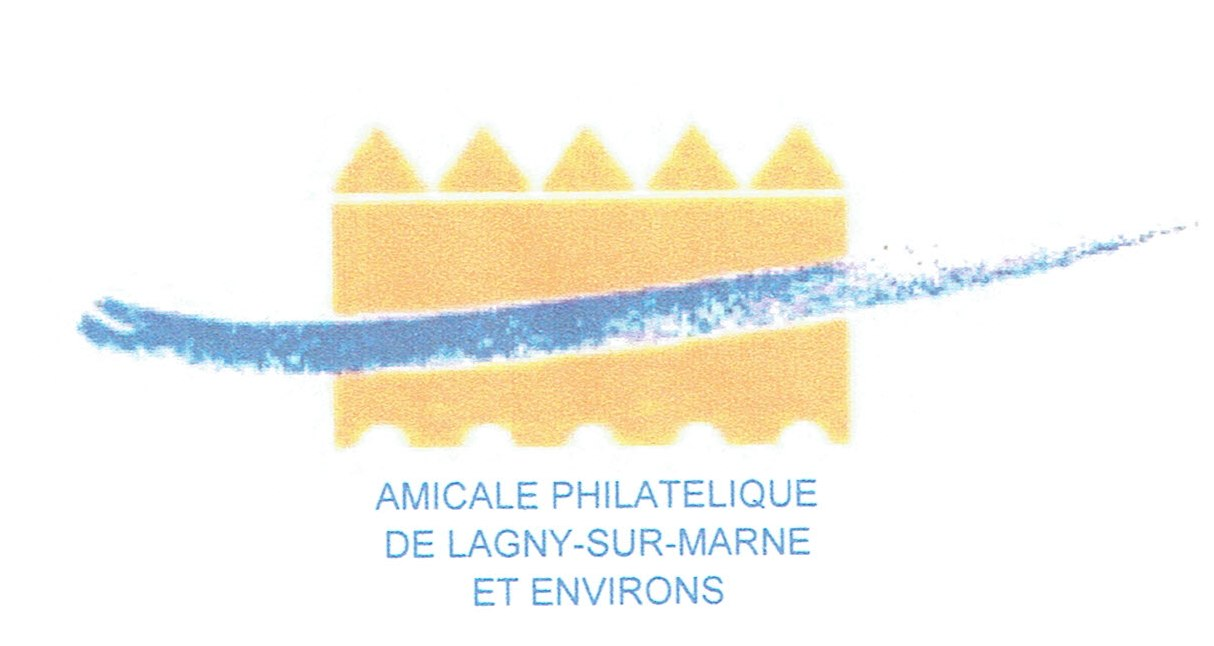 AMICALE PHILATELIQUE
DE LAGNY-SUR-MARNE
ET ENVIRONS